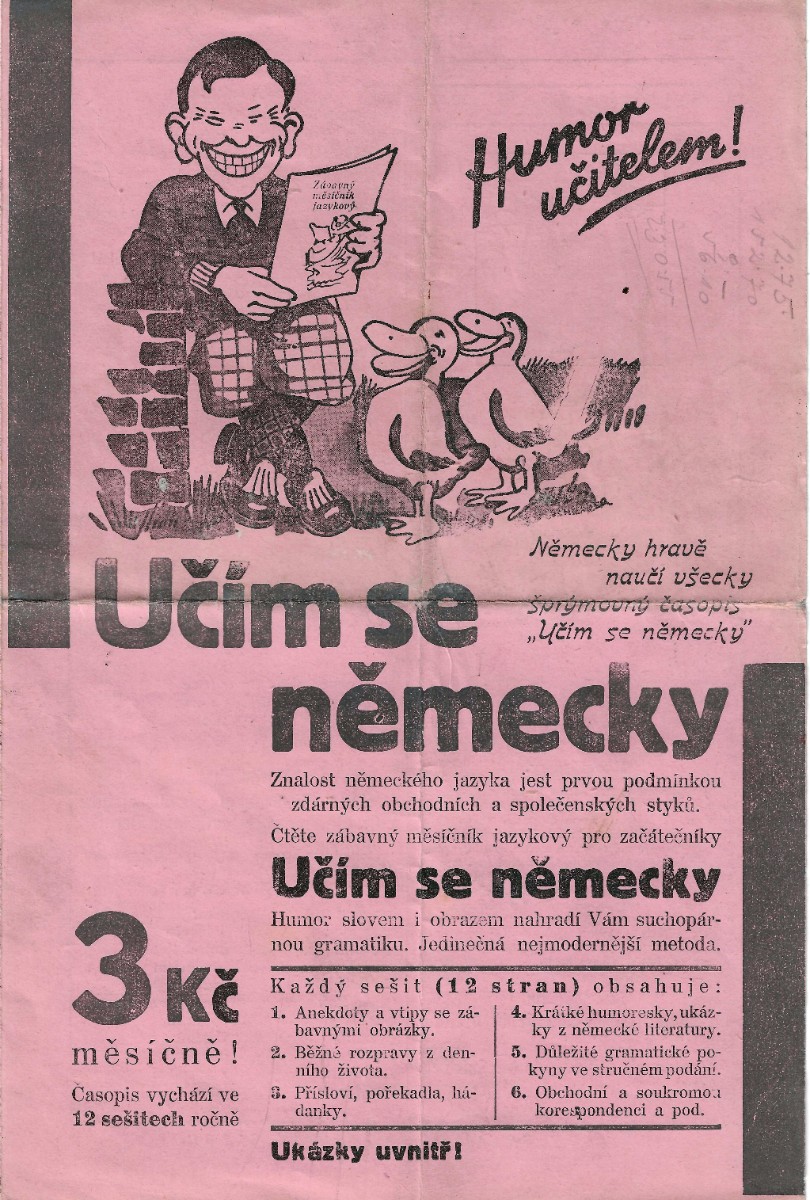 Humor
učitelem!
Zábavný
měsíčník
jazykový
Německy hravě
naučí všecky
šprýmovný časopis
„Učím se německy”
Učím se
německy
Znalost německého jazyka jest prvou podmínkou
zdárných obchodních a společenských styků.
Čtěte zábavný měsíčník jazykový pro začátečníky
Učím se německy
Humor slovem i obrazem nahradí Vám suchopár-
nou gramatiku. Jedinečná nejmodernější metoda.
3 Kč
měsíčně!
Časopis vychází ve
12 sešitech ročně
Každý sešit (12 stran) obsahuje:
1. Anekdoty a vtipy se zá-
bavnými obrázky.
2. Běžné rozpravy z den-
ního života.
3. Přísloví, pořekadla, há-
danky.
4. Krátké humoresky, ukáz-
ky z německé literatury.
5. Důležité gramatické po-
kyny ve stručném podání.
6. Obchodní a soukromou
korespondenci a pod.
Ukázky uvnitř!